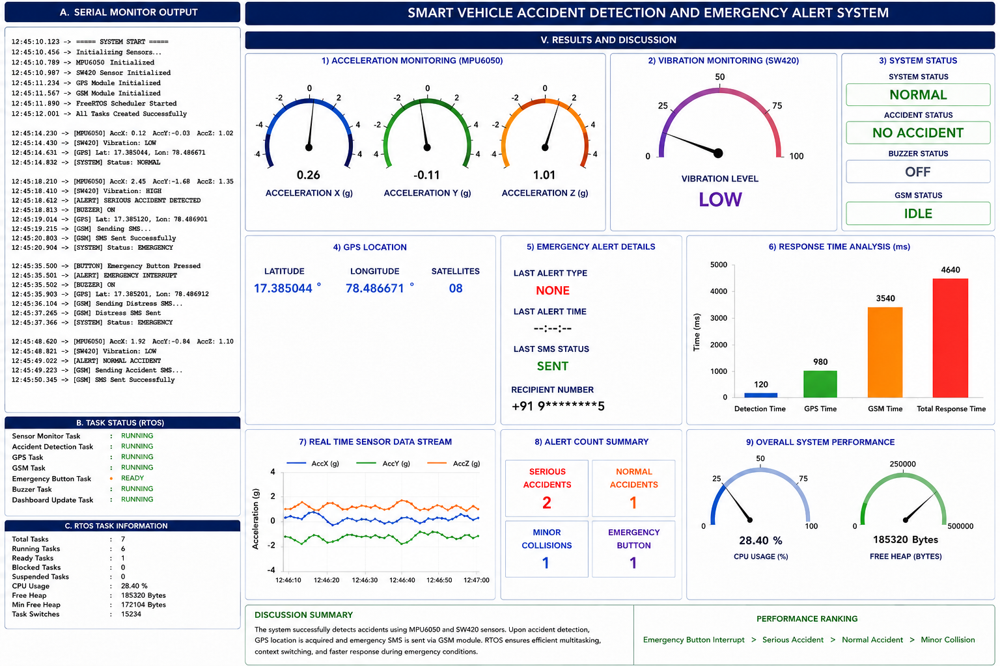 A. SERIAL MONITOR OUTPUT
12:45:10.123 -> ===== SYSTEM START =====
12:45:10.456 -> Initializing Sensors...
12:45:10.789 -> MPU6050 Initialized
12:45:10.987 -> SW420 Sensor Initialized
12:45:11.234 -> GPS Module Initialized
12:45:11.567 -> GSM Module Initialized
12:45:11.890 -> FreeRTOS Scheduler Started
12:45:12.001 -> All Tasks Created Successfully
12:45:14.230 -> [MPU6050] AccX: 0.12 AccY:-0.03 AccZ: 1.02
12:45:14.430 -> [SW420] Vibration: LOW
12:45:14.631 -> [GPS] Lat: 17.385044, Lon: 78.486671
12:45:14.832 -> [SYSTEM] Status: NORMAL
12:45:18.210 -> [MPU6050] AccX: 2.45 AccY:-1.68 AccZ: 1.35
12:45:18.410 -> [SW420] Vibration: HIGH
12:45:18.612 -> [ALERT] SERIOUS ACCIDENT DETECTED
12:45:18.813 -> [BUZZER] ON
12:45:19.014 -> [GPS] Lat: 17.385120, Lon: 78.486901
12:45:19.215 -> [GSM] Sending SMS...
12:45:20.803 -> [GSM] SMS Sent Successfully
12:45:20.904 -> [SYSTEM] Status: EMERGENCY
12:45:35.500 -> [BUTTON] Emergency Button Pressed
12:45:35.501 -> [ALERT] EMERGENCY INTERRUPT
12:45:35.502 -> [BUZZER] ON
12:45:35.903 -> [GPS] Lat: 17.385201, Lon: 78.486912
12:45:36.104 -> [GSM] Sending Distress SMS...
12:45:37.265 -> [GSM] Distress SMS Sent
12:45:37.366 -> [SYSTEM] Status: EMERGENCY
12:45:48.620 -> [MPU6050] AccX: 1.92 AccY:-0.84 AccZ: 1.10
12:45:48.821 -> [SW420] Vibration: LOW
12:45:49.022 -> [ALERT] NORMAL ACCIDENT
12:45:49.223 -> [GSM] Sending Accident SMS...
12:45:50.345 -> [GSM] SMS Sent Successfully
B. TASK STATUS (RTOS)
Sensor Monitor Task : RUNNING
Accident Detection Task : RUNNING
GPS Task : RUNNING
GSM Task : RUNNING
Emergency Button Task • READY
Buzzer Task : RUNNING
Dashboard Update Task : RUNNING
C. RTOS TASK INFORMATION
Total Tasks : 7
Running Tasks : 6
Ready Tasks : 1
Blocked Tasks : 0
Suspended Tasks : 0
CPU Usage : 28.40 %
Free Heap : 185320 Bytes
Min Free Heap : 172104 Bytes
Task Switches : 15234
SMART VEHICLE ACCIDENT DETECTION AND EMERGENCY ALERT SYSTEM
V. RESULTS AND DISCUSSION
1) ACCELERATION MONITORING (MPU6050)
0
-2 2
-4 4
-4 4
0.26
ACCELERATION X (g)
0
-2 2
-4 4
-4 4
-0.11
ACCELERATION Y (g)
0
-2 2
-4 4
-4 4
1.01
ACCELERATION Z (g)
2) VIBRATION MONITORING (SW420)
50
25 75
0 100
VIBRATION LEVEL
LOW
3) SYSTEM STATUS
SYSTEM STATUS
NORMAL
ACCIDENT STATUS
NO ACCIDENT
BUZZER STATUS
OFF
GSM STATUS
IDLE
4) GPS LOCATION
LATITUDE LONGITUDE SATELLITES
17.385044 ° 78.486671 ° 08
5) EMERGENCY ALERT DETAILS
LAST ALERT TYPE
NONE
LAST ALERT TIME
--:--:--
LAST SMS STATUS
SENT
RECIPIENT NUMBER
+91 9********5
6) RESPONSE TIME ANALYSIS (ms)
Time (ms)
5000
4000
3000
2000
1000
0
120
980
3540
4640
Detection Time GPS Time GSM Time Total Response Time
7) REAL TIME SENSOR DATA STREAM
AccX (g) AccY (g) AccZ (g)
Acceleration (g)
4
2
0
-2
-4
12:46:10 12:46:20 12:46:30 12:46:40 12:46:50 12:47:00
8) ALERT COUNT SUMMARY
SERIOUS
ACCIDENTS
2
NORMAL
ACCIDENTS
1
MINOR
COLLISIONS
1
EMERGENCY
BUTTON
1
9) OVERALL SYSTEM PERFORMANCE
50
25 75
0 100
28.40 %
CPU USAGE (%)
250000
0 500000
185320 Bytes
FREE HEAP (BYTES)
DISCUSSION SUMMARY
The system successfully detects accidents using MPU6050 and SW420 sensors. Upon accident detection,
GPS location is acquired and emergency SMS is sent via GSM module. RTOS ensures efficient multitasking,
context switching, and faster response during emergency conditions.
PERFORMANCE RANKING
Emergency Button Interrupt > Serious Accident > Normal Accident > Minor Collision